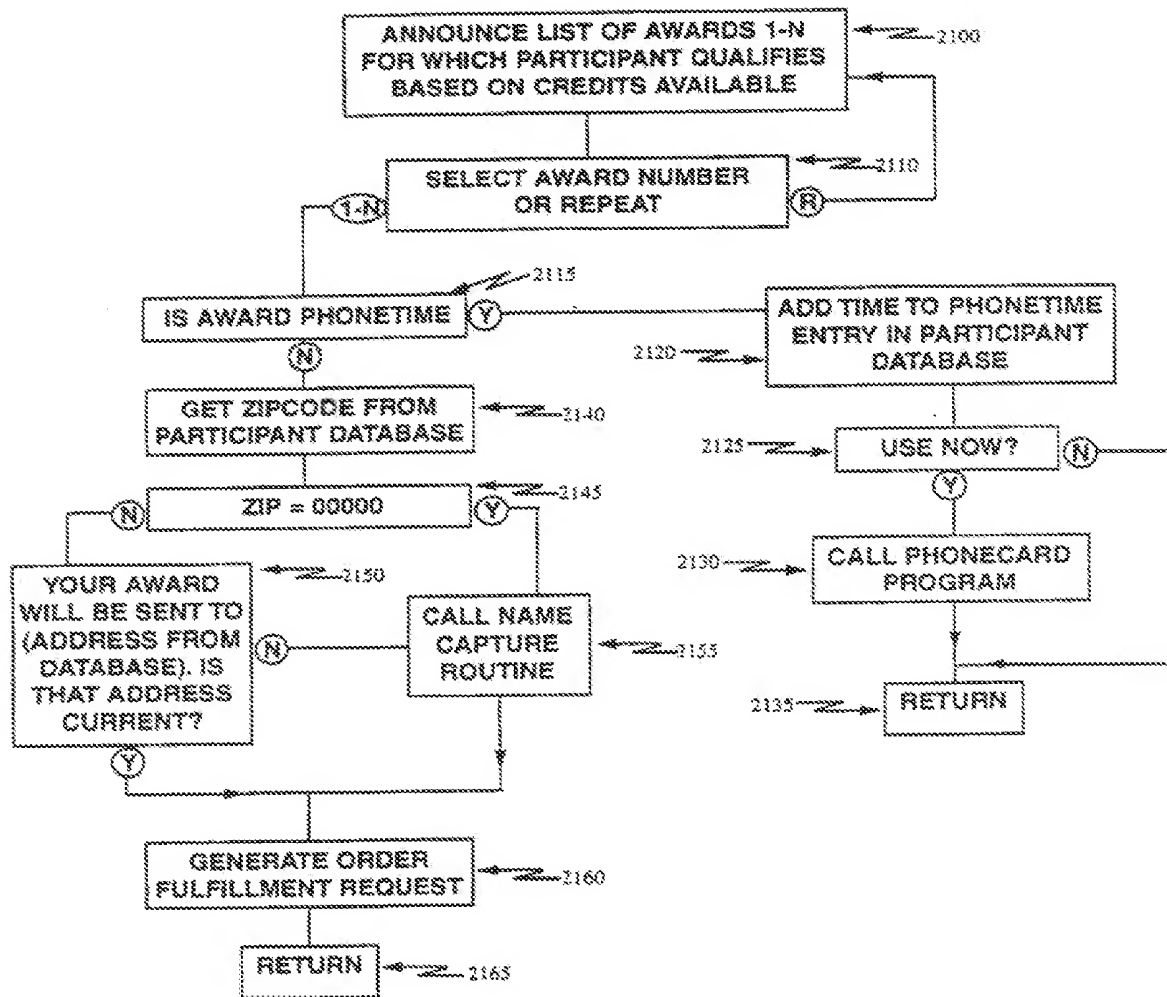 ANNOUNCE LIST OF AWARDS 1-N
FOR WHICH PARTICIPANT QUALIFIES
BASED ON CREDITS AVAILABLE
2100
SELECT AWARD NUMBER
OR REPEAT
2110
1-N
R
IS AWARD PHONETIME
2115
Y
N
ADD TIME TO PHONETIME
ENTRY IN PARTICIPANT
DATABASE
2120
GET ZIPCODE FROM
PARTICIPANT DATABASE
2140
USE NOW?
2125
N
Y
ZIP = 00000
2145
N
Y
CALL PHONECARD
PROGRAM
2130
YOUR AWARD
WILL BE SENT TO
(ADDRESS FROM
DATABASE). IS
THAT ADDRESS
CURRENT?
2150
N
Y
CALL NAME
CAPTURE
ROUTINE
2155
RETURN
2135
GENERATE ORDER
FULFILLMENT REQUEST
2160
RETURN
2165